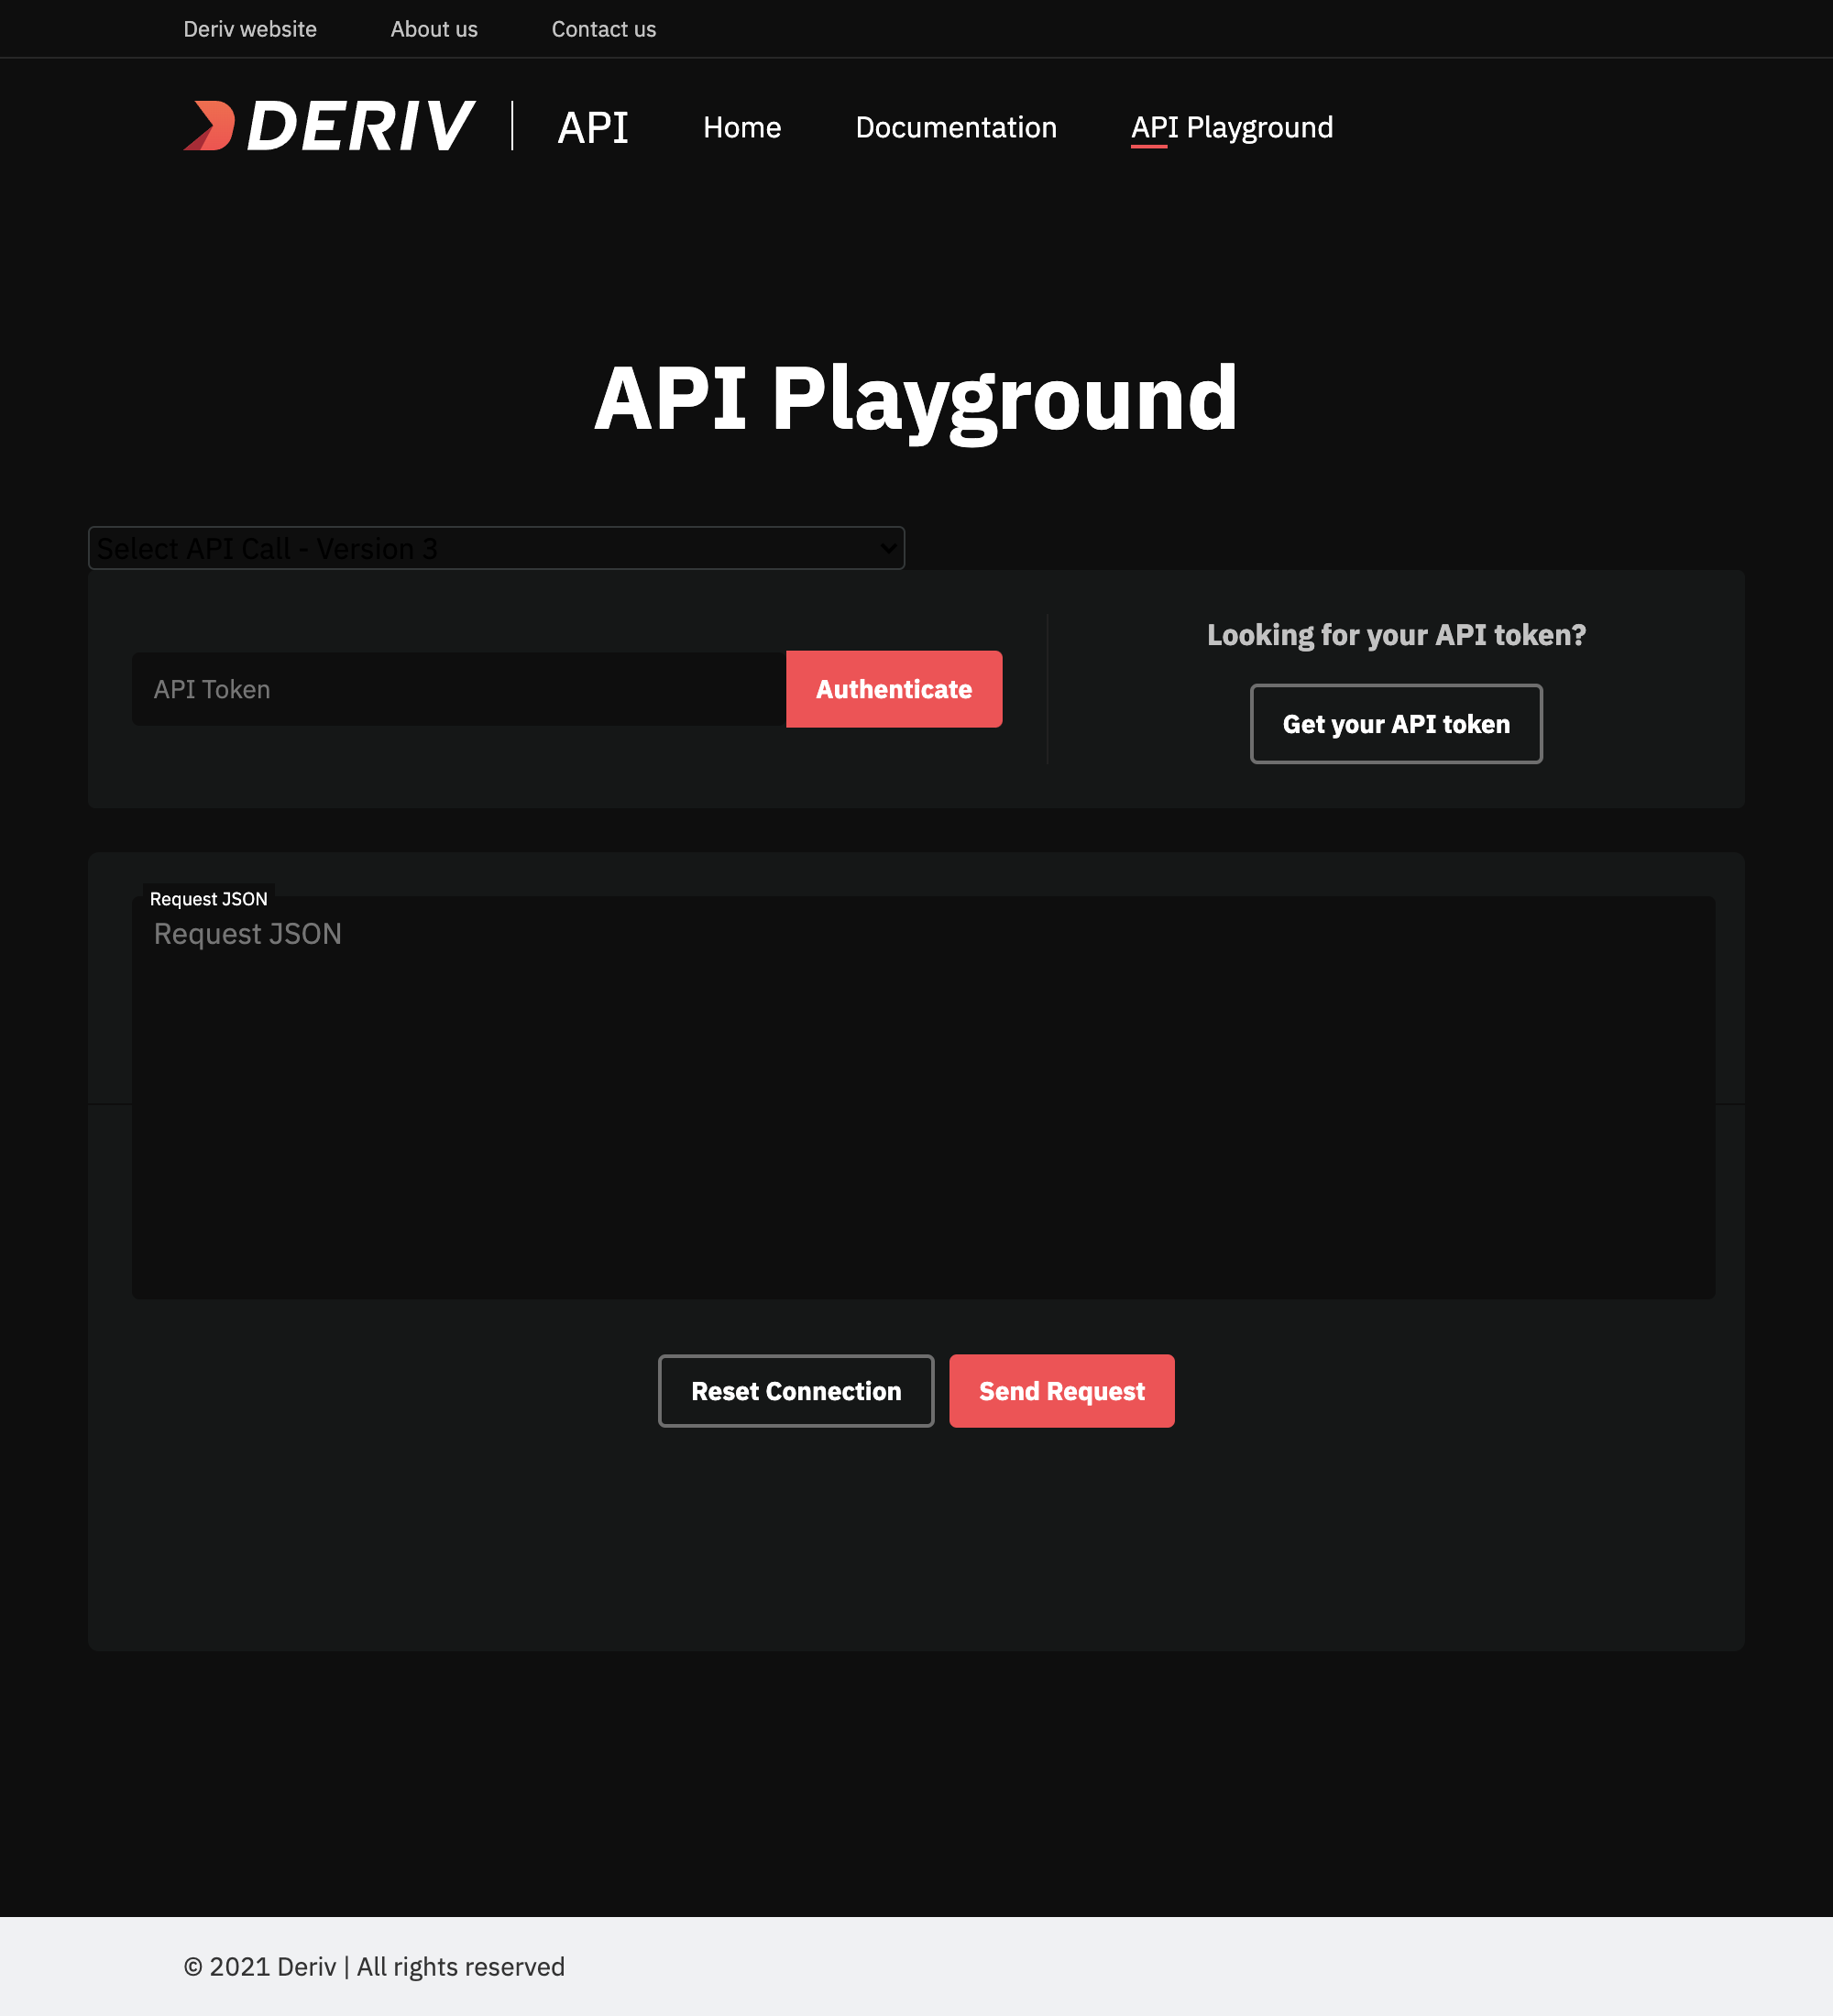 Deriv website About us Contact us
DERIV API Home Documentation API Playground
API Playground
Select API Call - Version 3
Looking for your API token?
API Token Authenticate
Get your API token
Request JSON
Request JSON
Reset Connection Send Request
© 2021 Deriv | All rights reserved